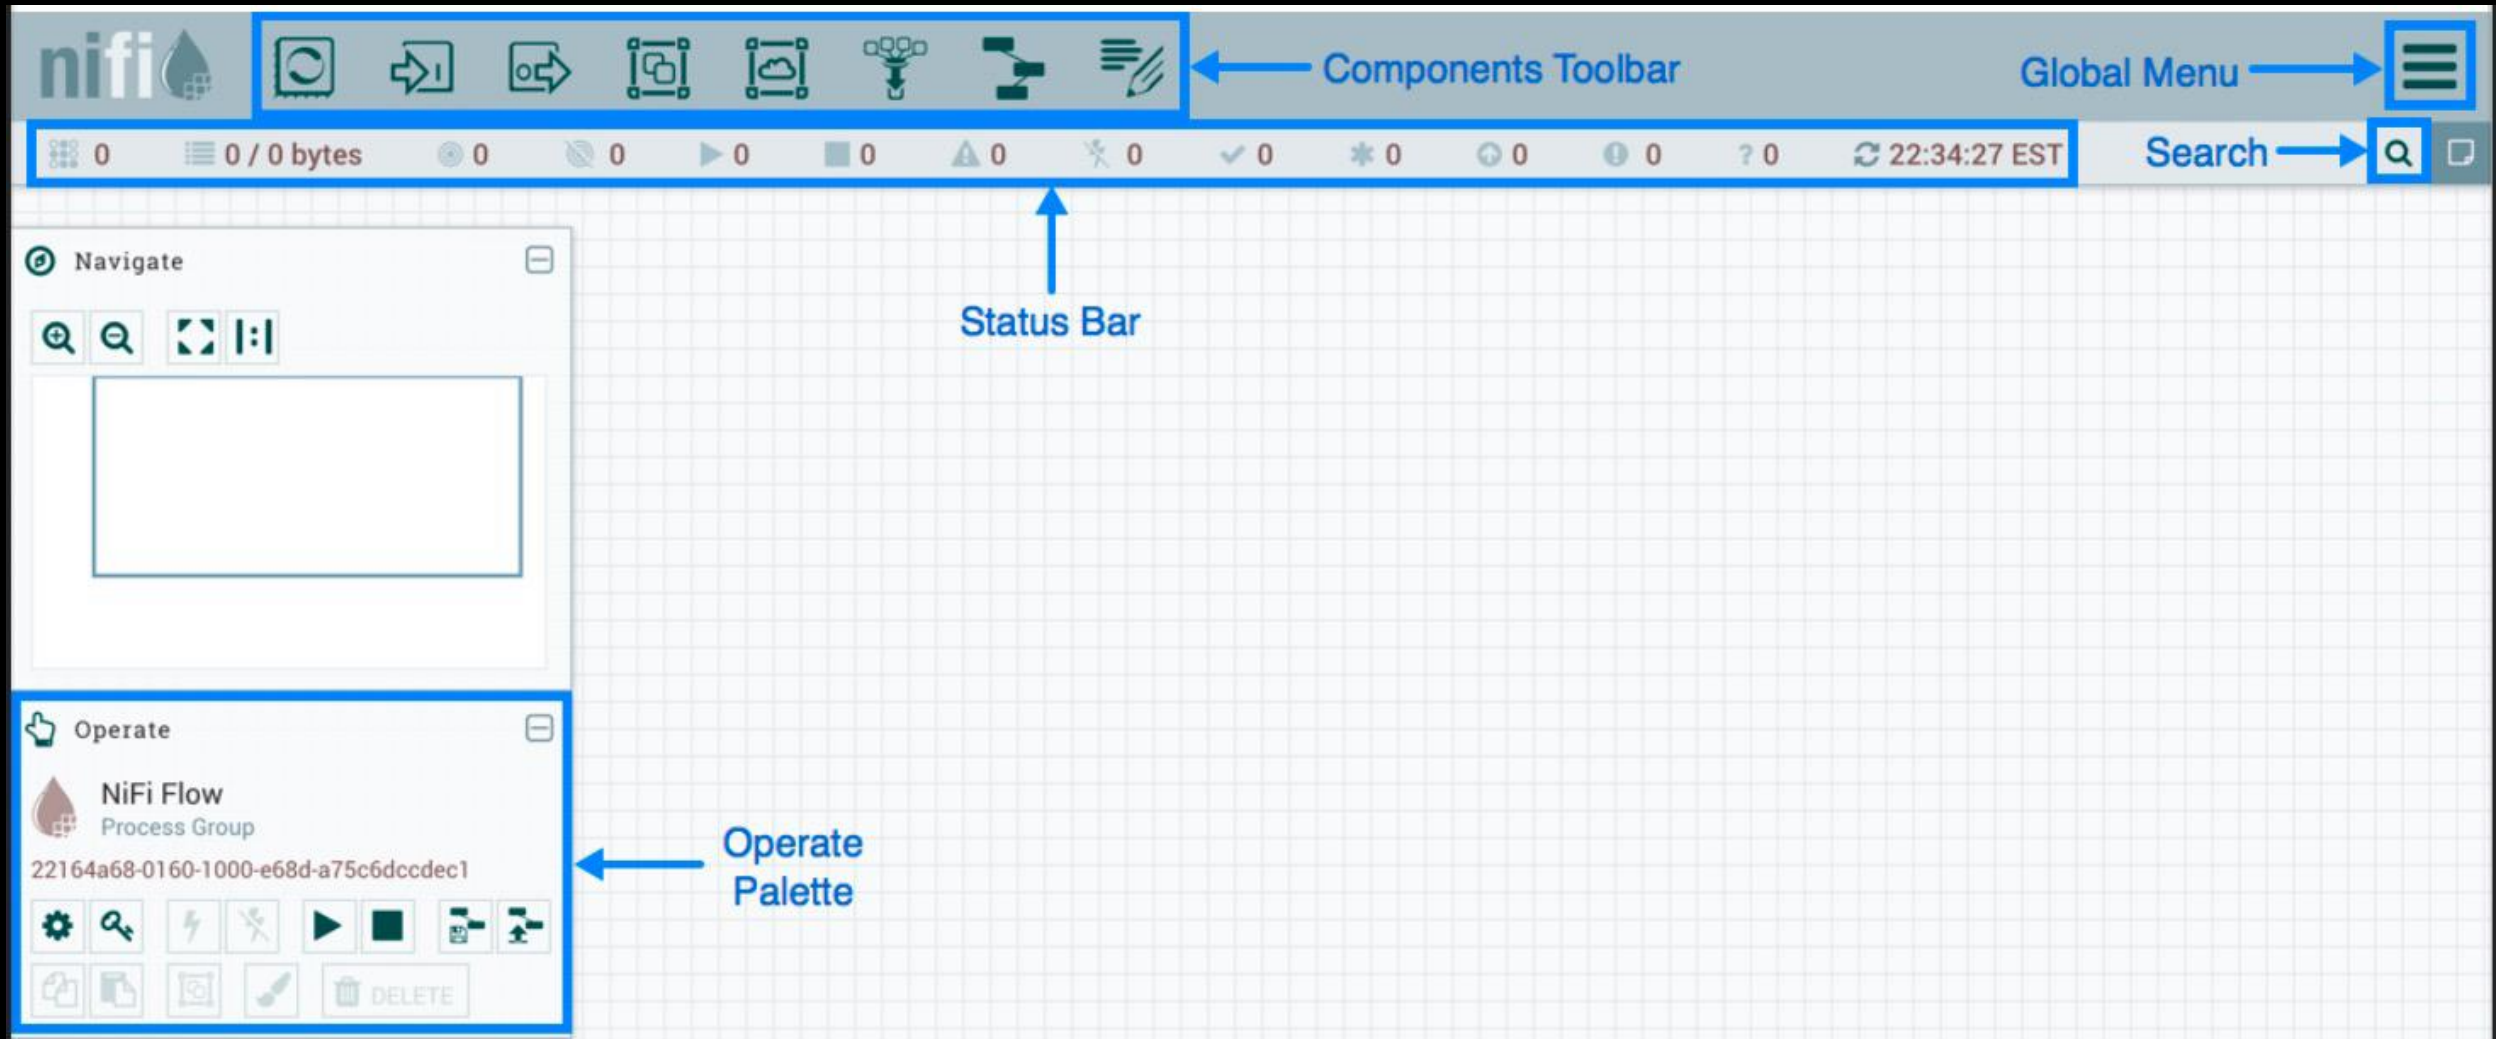 nifi
Components Toolbar
Global Menu
0 0 / 0 bytes 0 0 0 0 0 0 0 0 0 0 ? 0 22:34:27 EST
Search
Navigate
Status Bar
Operate
NiFi Flow
Process Group
22164a68-0160-1000-e68d-a75c6dccdec1
Operate
Palette
DELETE